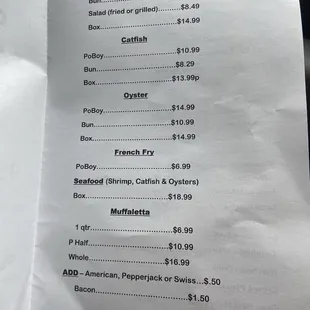 Bun
Salad (fried or grilled)..........$8.49
Box..............................$14.99
Catfish
PoBoy..............................$10.99
Bun..............................$8.29
Box..............................$13.99p
Oyster
PoBoy..............................$14.99
Bun..............................$10.99
Box..............................$14.99
French Fry
PoBoy..............................$6.99
Seafood (Shrimp, Catfish & Oysters)
Box..............................$18.99
Muffaletta
1 qtr..............................$6.99
P Half..............................$10.99
Whole..............................$16.99
ADD – American, Pepperjack or Swiss...$.50
Bacon..............................$1.50